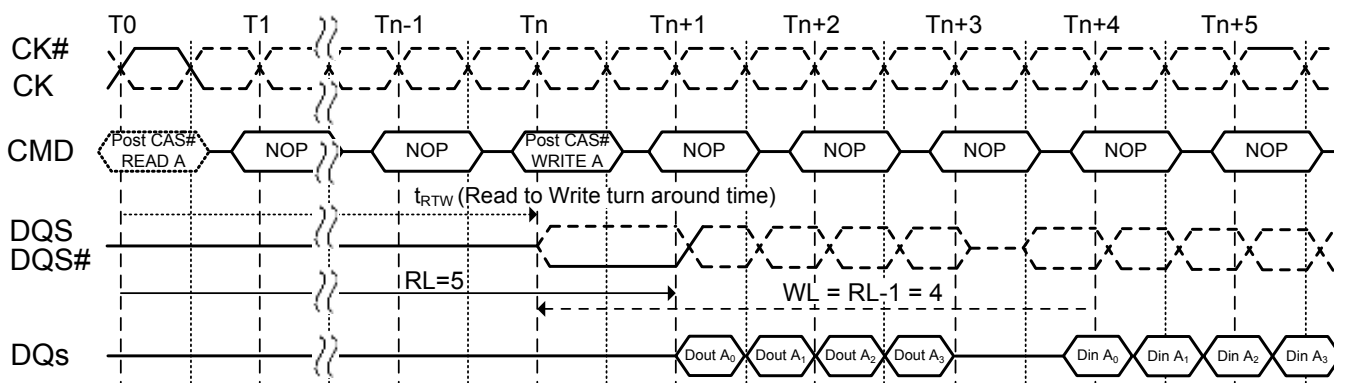 T0 T1 Tn-1 Tn Tn+1 Tn+2 Tn+3 Tn+4 Tn+5
CK#
CK
CMD Post CAS# READ A NOP NOP Post CAS# WRITE A NOP NOP NOP NOP NOP
tRTW (Read to Write turn around time)
DQS
DQS#
RL=5 WL = RL-1 = 4
DQs Dout A0 Dout A1 Dout A2 Dout A3 Din A0 Din A1 Din A2 Din A3